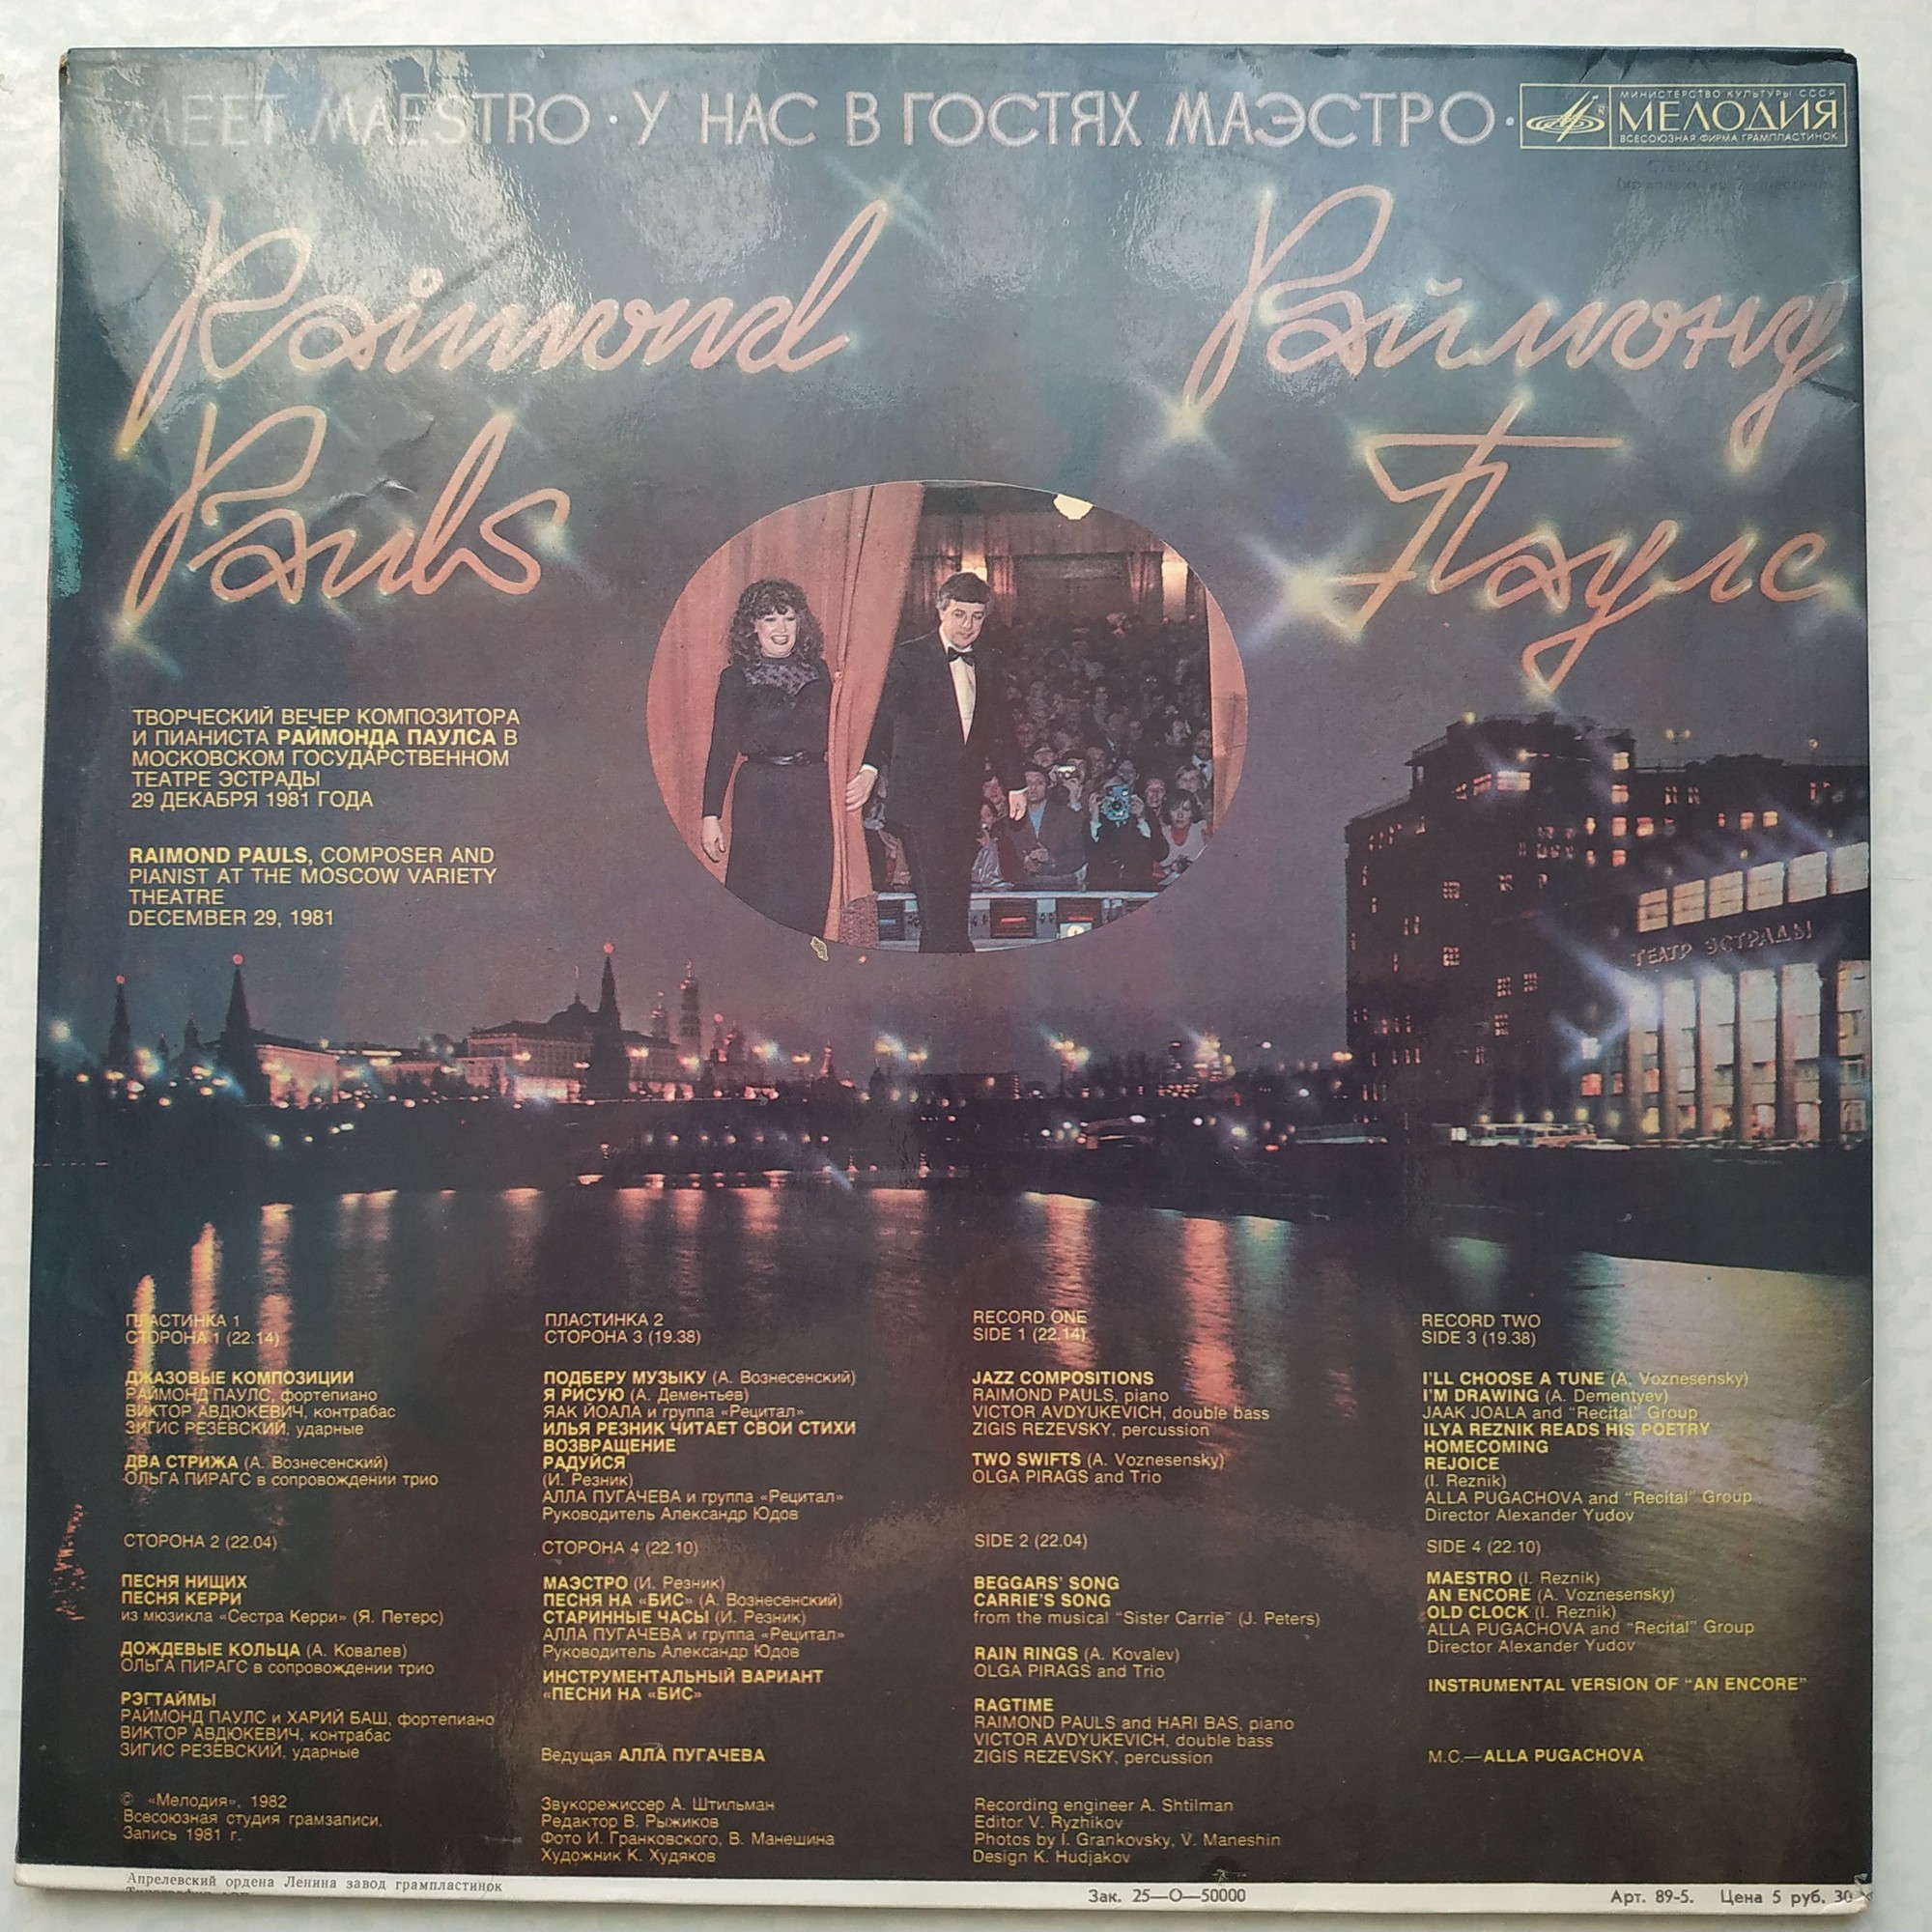 MEET MAESTRO · У НАС В ГОСТЯХ МАЭСТРО ·
МИНИСТЕРСТВО КУЛЬТУРЫ СССР
МЕЛОДИЯ
ВСЕСОЮЗНАЯ ФИРМА ГРАМПЛАСТИНОК
Raimond
Pauls
Раймонд
Паулс
ТВОРЧЕСКИЙ ВЕЧЕР КОМПОЗИТОРА
И ПИАНИСТА РАЙМОНДА ПАУЛСА В
МОСКОВСКОМ ГОСУДАРСТВЕННОМ
ТЕАТРЕ ЭСТРАДЫ
29 ДЕКАБРЯ 1981 ГОДА
RAIMOND PAULS, COMPOSER AND
PIANIST AT THE MOSCOW VARIETY
THEATRE
DECEMBER 29, 1981
ТЕАТР ЭСТРАДЫ
ПЛАСТИНКА 1
СТОРОНА 1 (22.14)
ДЖАЗОВЫЕ КОМПОЗИЦИИ
РАЙМОНД ПАУЛС, фортепиано
ВИКТОР АВДЮКЕВИЧ, контрабас
ЗИГИС РЕЗЕВСКИЙ, ударные
ДВА СТРИЖА (А. Вознесенский)
ОЛЬГА ПИРАГС в сопровождении трио
СТОРОНА 2 (22.04)
ПЕСНЯ НИЩИХ
ПЕСНЯ КЕРРИ
из мюзикла «Сестра Керри» (Я. Петерс)
ДОЖДЕВЫЕ КОЛЬЦА (А. Ковалев)
ОЛЬГА ПИРАГС в сопровождении трио
РЭГТАЙМЫ
РАЙМОНД ПАУЛС и ХАРИЙ БАШ, фортепиано
ВИКТОР АВДЮКЕВИЧ, контрабас
ЗИГИС РЕЗЕВСКИЙ, ударные
© «Мелодия», 1982
Всесоюзная студия грамзаписи.
Запись 1981 г.
ПЛАСТИНКА 2
СТОРОНА 3 (19.38)
ПОДБЕРУ МУЗЫКУ (А. Вознесенский)
Я РИСУЮ (А. Дементьев)
ЯАК ЙОАЛА и группа «Рецитал»
ИЛЬЯ РЕЗНИК ЧИТАЕТ СВОИ СТИХИ
ВОЗВРАЩЕНИЕ
РАДУЙСЯ
(И. Резник)
АЛЛА ПУГАЧЕВА и группа «Рецитал»
Руководитель Александр Юдов
СТОРОНА 4 (22.10)
МАЭСТРО (И. Резник)
ПЕСНЯ НА «БИС» (А. Вознесенский)
СТАРИННЫЕ ЧАСЫ (И. Резник)
АЛЛА ПУГАЧЕВА и группа «Рецитал»
Руководитель Александр Юдов
ИНСТРУМЕНТАЛЬНЫЙ ВАРИАНТ
«ПЕСНИ НА «БИС»
Ведущая АЛЛА ПУГАЧЕВА
Звукорежиссер А. Штильман
Редактор В. Рыжиков
Фото И. Гранковского, В. Манешина
Художник К. Худяков
RECORD ONE
SIDE 1 (22.14)
JAZZ COMPOSITIONS
RAIMOND PAULS, piano
VICTOR AVDYUKEVICH, double bass
ZIGIS REZEVSKY, percussion
TWO SWIFTS (A. Voznesensky)
OLGA PIRAGS and Trio
SIDE 2 (22.04)
BEGGARS' SONG
CARRIE'S SONG
from the musical "Sister Carrie" (J. Peters)
RAIN RINGS (A. Kovalev)
OLGA PIRAGS and Trio
RAGTIME
RAIMOND PAULS and HARI BAS, piano
VICTOR AVDYUKEVICH, double bass
ZIGIS REZEVSKY, percussion
Recording engineer A. Shtilman
Editor V. Ryzhikov
Photos by I. Grankovsky, V. Maneshin
Design K. Hudjakov
RECORD TWO
SIDE 3 (19.38)
I'LL CHOOSE A TUNE (A. Voznesensky)
I'M DRAWING (A. Dementyev)
JAAK JOALA and "Recital" Group
ILYA REZNIK READS HIS POETRY
HOMECOMING
REJOICE
(I. Reznik)
ALLA PUGACHOVA and "Recital" Group
Director Alexander Yudov
SIDE 4 (22.10)
MAESTRO (I. Reznik)
AN ENCORE (A. Voznesensky)
OLD CLOCK (I. Reznik)
ALLA PUGACHOVA and "Recital" Group
Director Alexander Yudov
INSTRUMENTAL VERSION OF "AN ENCORE"
M.C.—ALLA PUGACHOVA
Апрелевский ордена Ленина завод грампластинок
Зак. 25—О—50000
Арт. 89-5. Цена 5 руб. 30